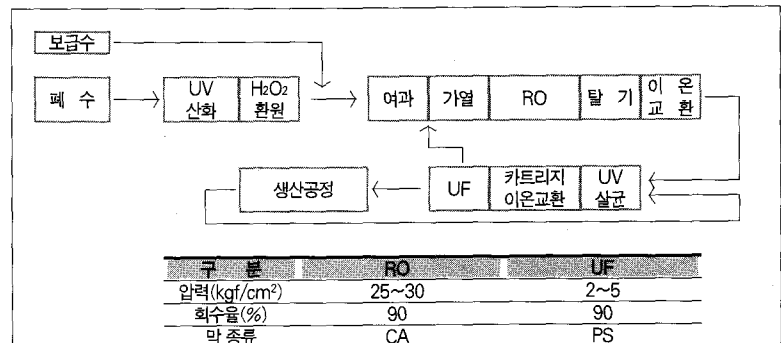 보급수
폐 수
UV
산화
H₂O₂
환원
여과
가열
RO
탈 기
이 온
교 환
생산공정
UF
카트리지
이온교환
UV
살균
구 분 RO UF
압력(kgf/cm²) 25~30 2~5
회수율(%) 90 90
막 종류 CA PS